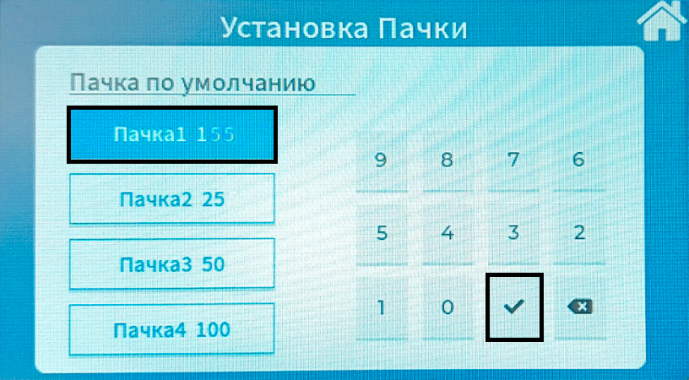 Установка Пачки
Пачка по умолчанию
Пачка1 155
Пачка2 25
Пачка3 50
Пачка4 100
9 8 7 6
5 4 3 2
1 0